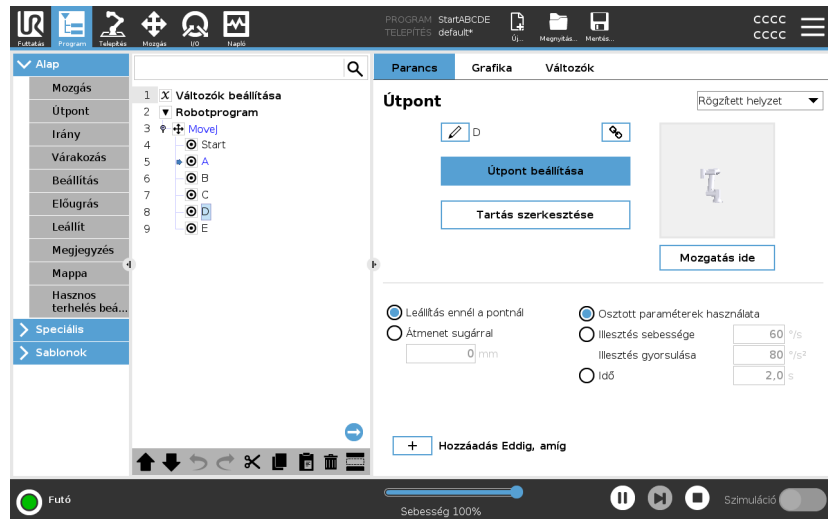 UR
Futtatás
Program
Telepítés
Mozgás
I/O
Napló
PROGRAM StartABCDE
TELEPÍTÉS default*
Új...
Megnyitás...
Mentés...
CCCC
CCCC
Alap
Mozgás
Útpont
Irány
Várakozás
Beállítás
Előugrás
Leállít
Megjegyzés
Mappa
Hasznos
terhelés beá...
Speciális
Sablonok
1 X Változók beállítása
2 Robotprogram
3 MoveJ
4 Start
5 A
6 B
7 C
8 D
9 E
Parancs Grafika Változók
Útpont
Rögzített helyzet
D
Útpont beállítása
Tartás szerkesztése
Mozgatás ide
Leállítás ennél a pontnál
Átmenet sugárral
0 mm
Osztott paraméterek használata
Illesztés sebessége 60 °/s
Illesztés gyorsulása 80 °/s²
Idő 2,0 s
+ Hozzáadás Eddig, amíg
Futó
Sebesség 100%
Szimuláció